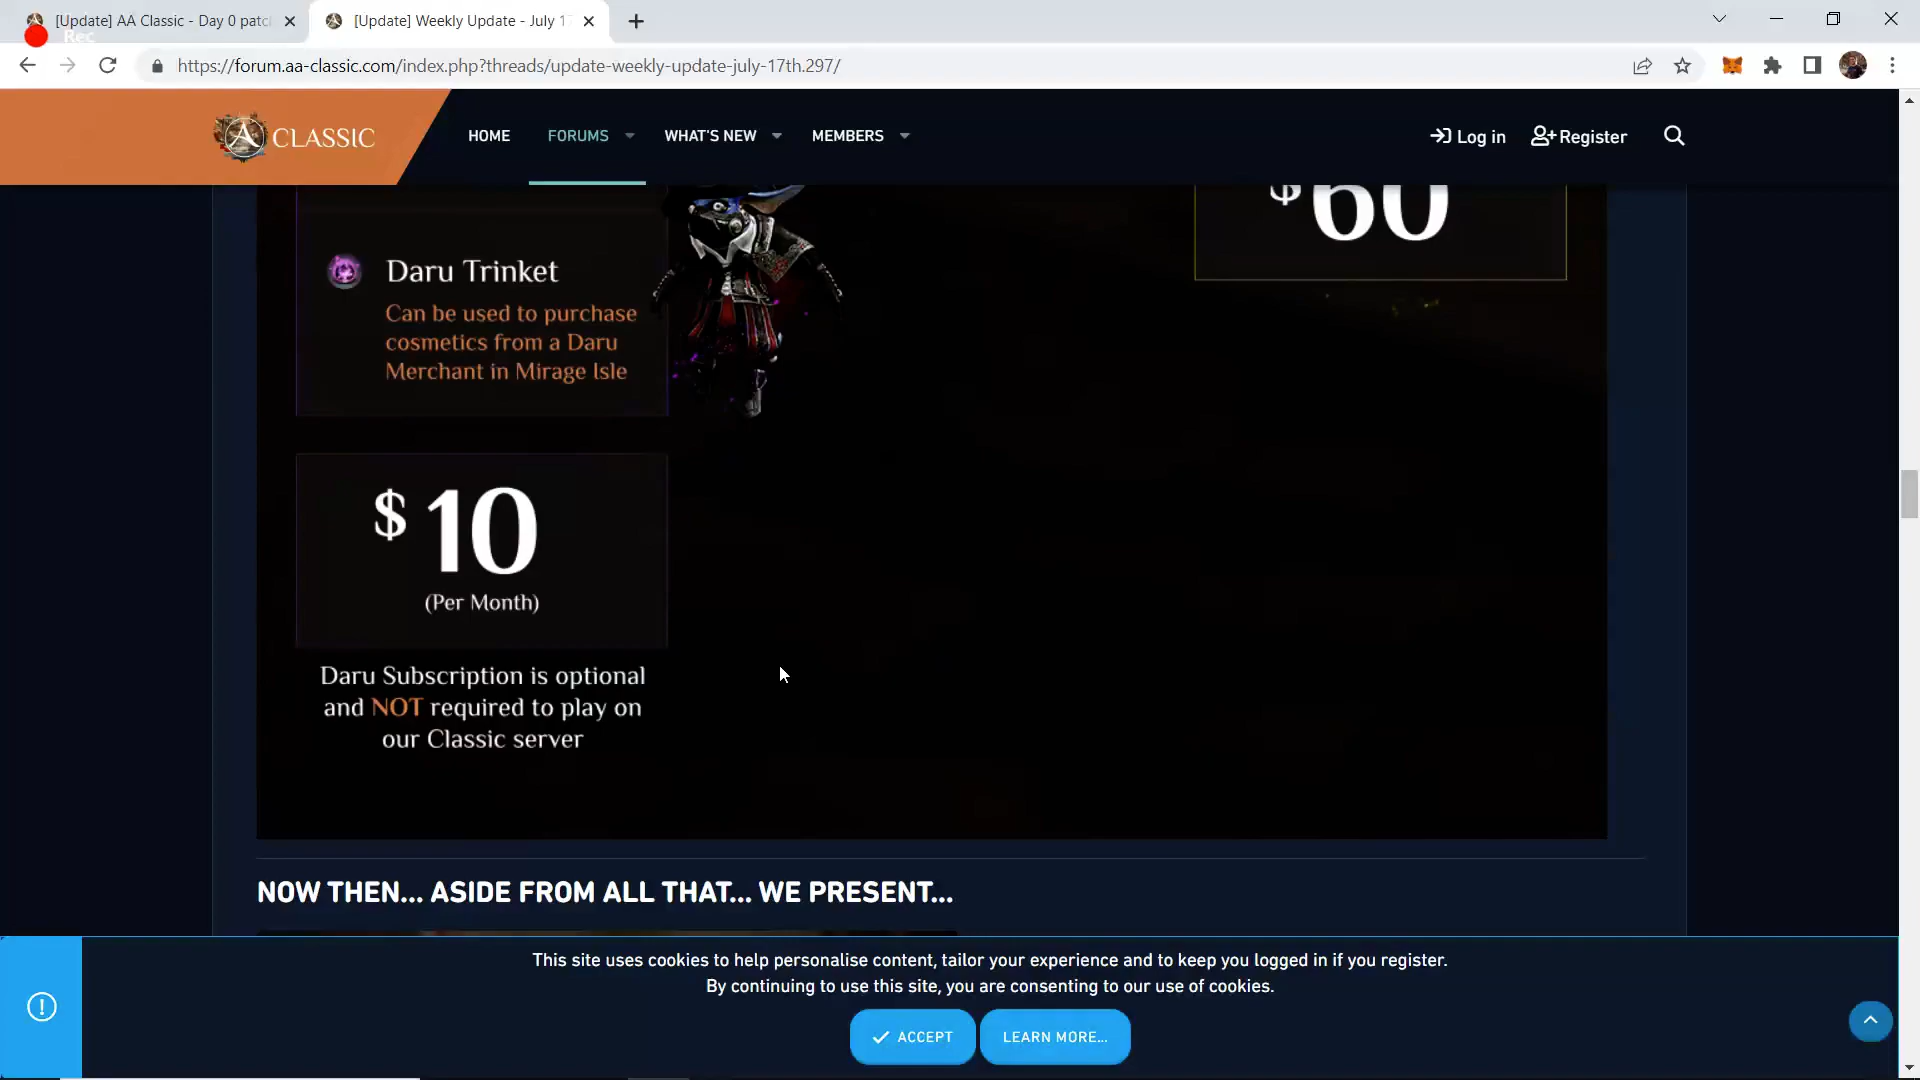 [Update] AA Classic - Day 0 patc
[Update] Weekly Update - July 1
Rec
https://forum.aa-classic.com/index.php?threads/update-weekly-update-july-17th.297/
A CLASSIC
HOME
FORUMS
WHAT'S NEW
MEMBERS
Log in
Register
$60
Daru Trinket
Can be used to purchase
cosmetics from a Daru
Merchant in Mirage Isle
$10
(Per Month)
Daru Subscription is optional
and NOT required to play on
our Classic server
NOW THEN... ASIDE FROM ALL THAT... WE PRESENT...
This site uses cookies to help personalise content, tailor your experience and to keep you logged in if you register.
By continuing to use this site, you are consenting to our use of cookies.
ACCEPT
LEARN MORE...